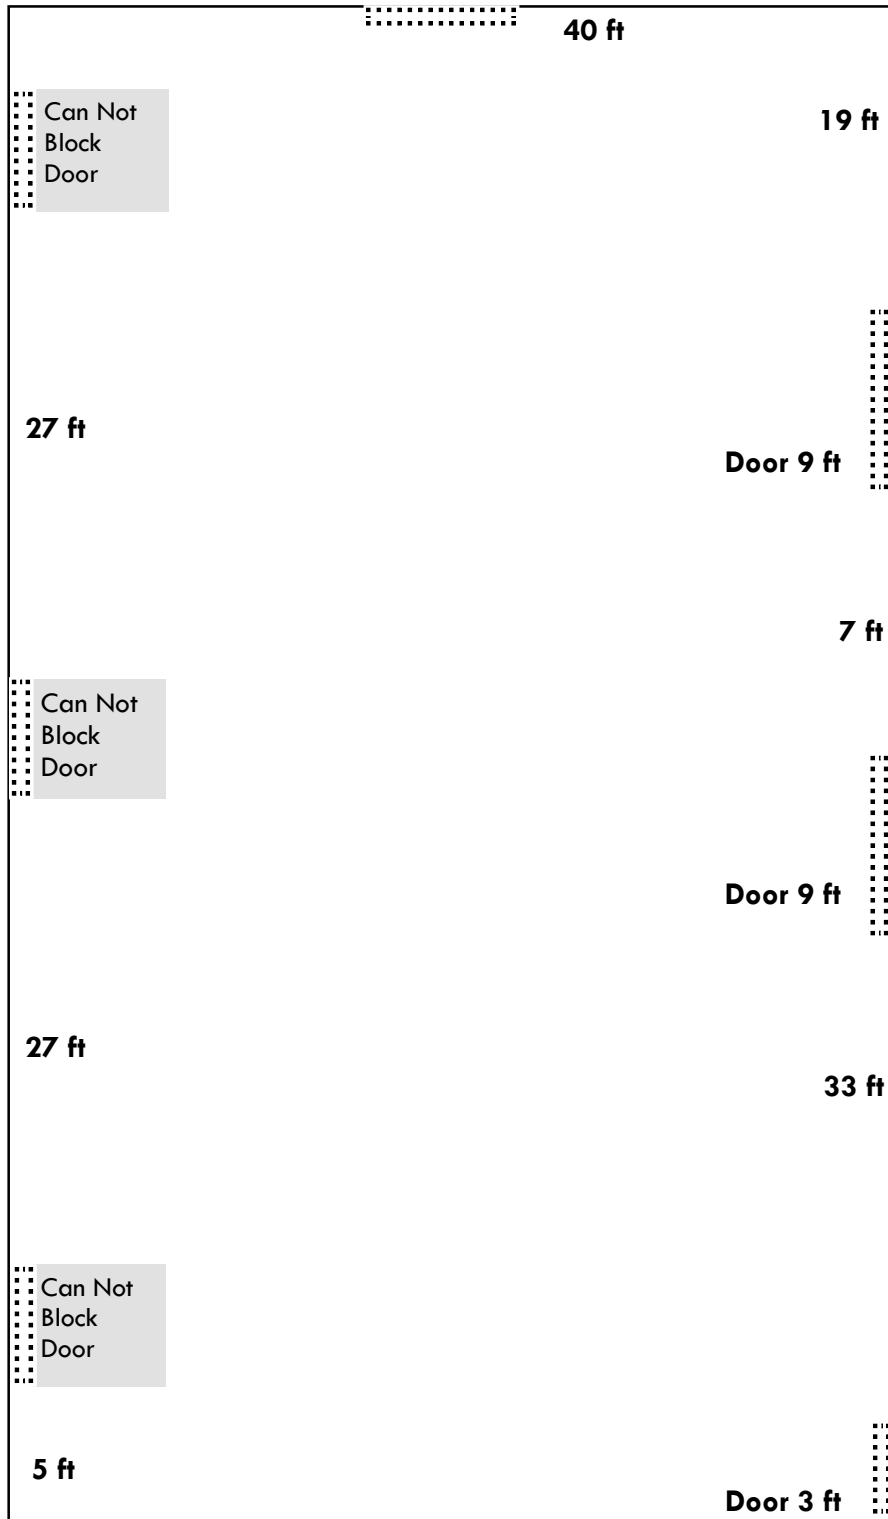 40 ft
Can Not
Block
Door
19 ft
27 ft
Door 9 ft
7 ft
Can Not
Block
Door
Door 9 ft
27 ft
33 ft
Can Not
Block
Door
5 ft
Door 3 ft